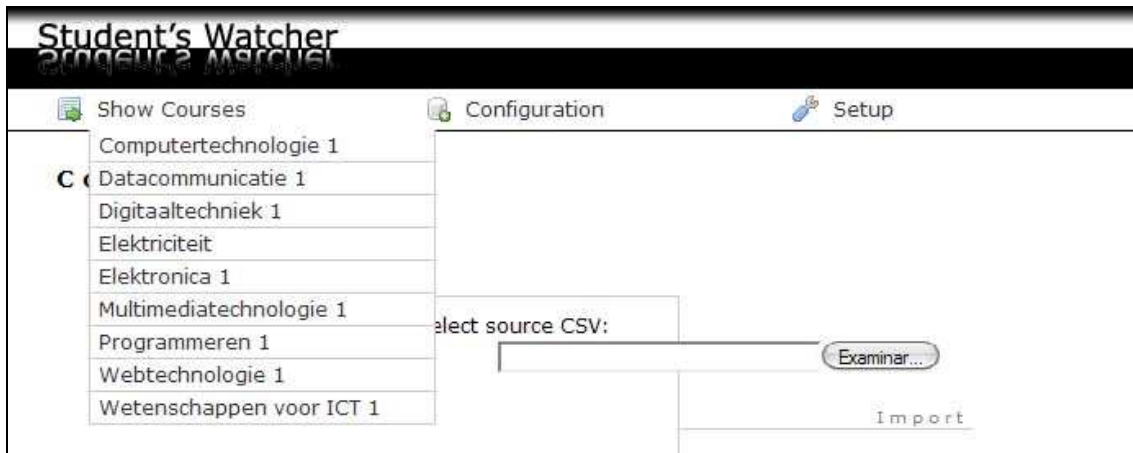 Student's Watcher
Show Courses Configuration Setup
Computertechnologie 1
Datacommunicatie 1
Digitaaltechniek 1
Elektriciteit
Elektronica 1
Multimediatechnologie 1
Programmeren 1
Webtechnologie 1
Wetenschappen voor ICT 1
source CSV:
Examinar...
Import